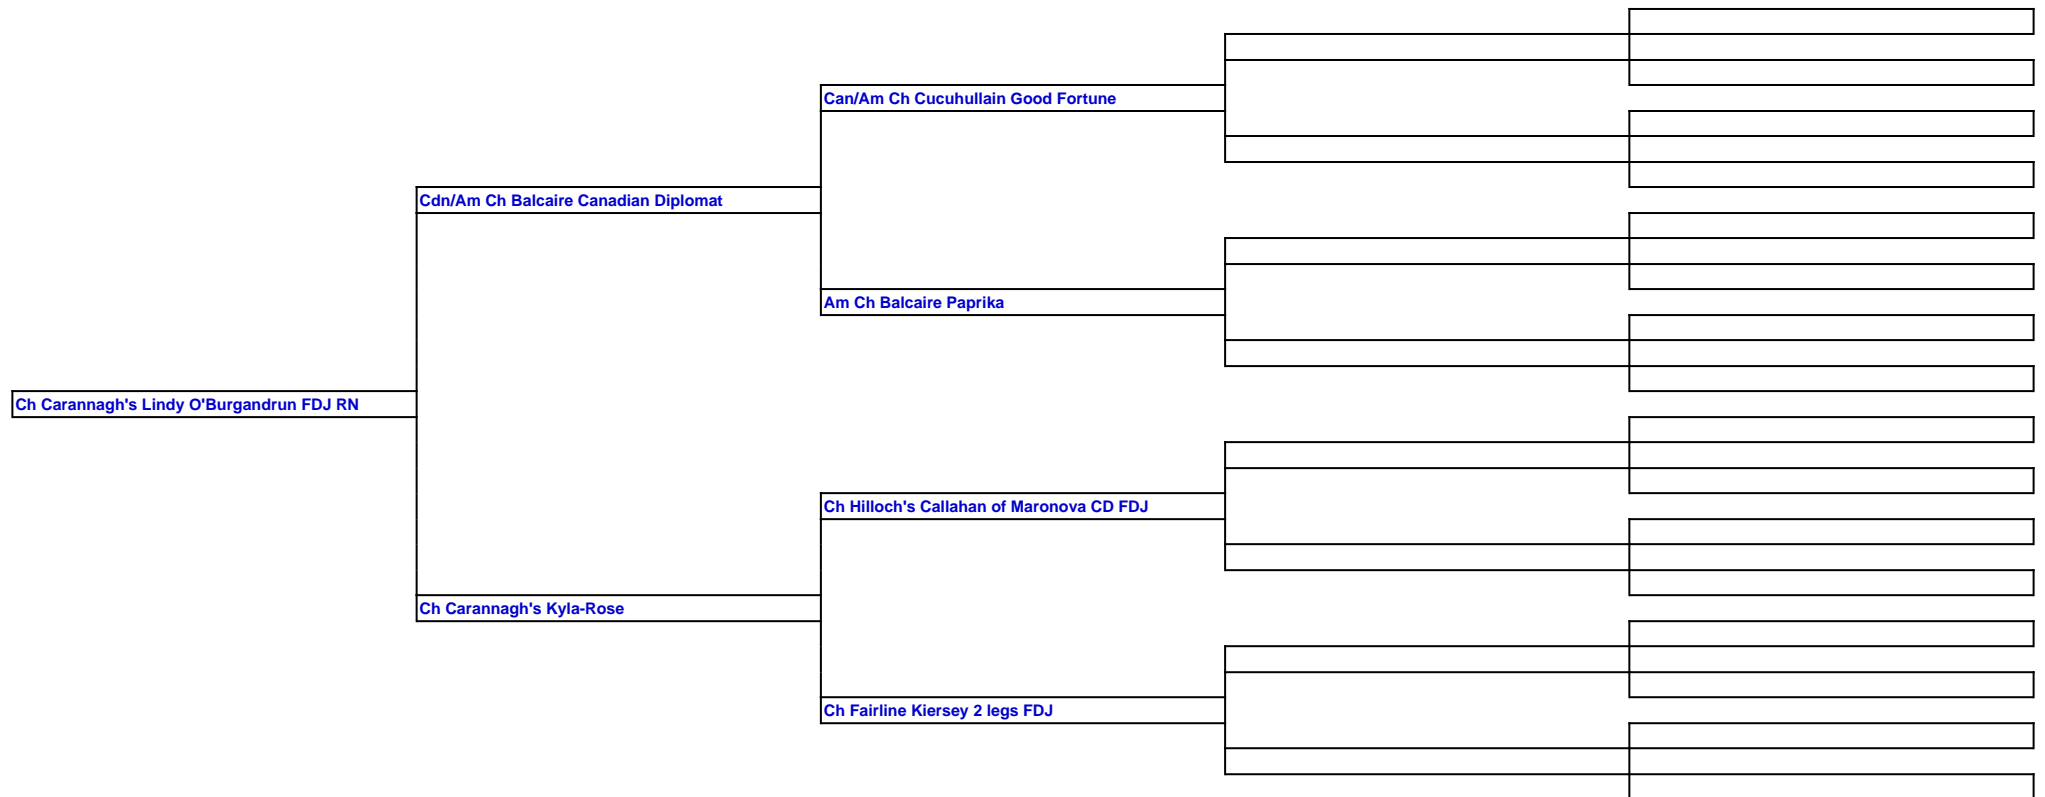 Can/Am Ch Cucuhullain Good Fortune
Cdn/Am Ch Balcaire Canadian Diplomat
Am Ch Balcaire Paprika
Ch Carannagh's Lindy O'Burgandrun FDJ RN
Ch Hilloch's Callahan of Maronova CD FDJ
Ch Carannagh's Kyla-Rose
Ch Fairline Kiersey 2 legs FDJ